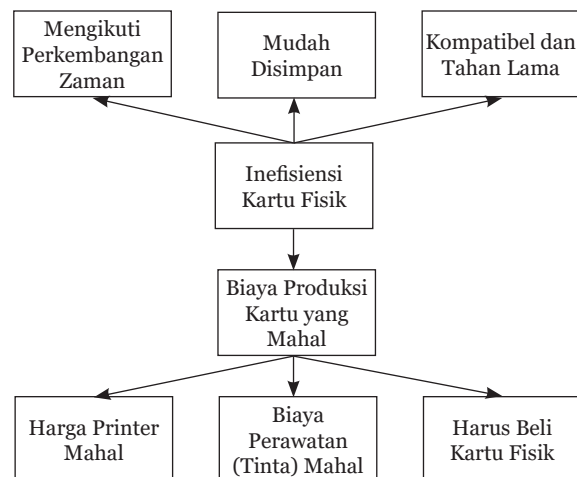 Mengikuti
Perkembangan
Zaman
Mudah
Disimpan
Kompatibel dan
Tahan Lama
Inefisiensi
Kartu Fisik
Biaya Produksi
Kartu yang
Mahal
Harga Printer
Mahal
Biaya
Perawatan
(Tinta) Mahal
Harus Beli
Kartu Fisik